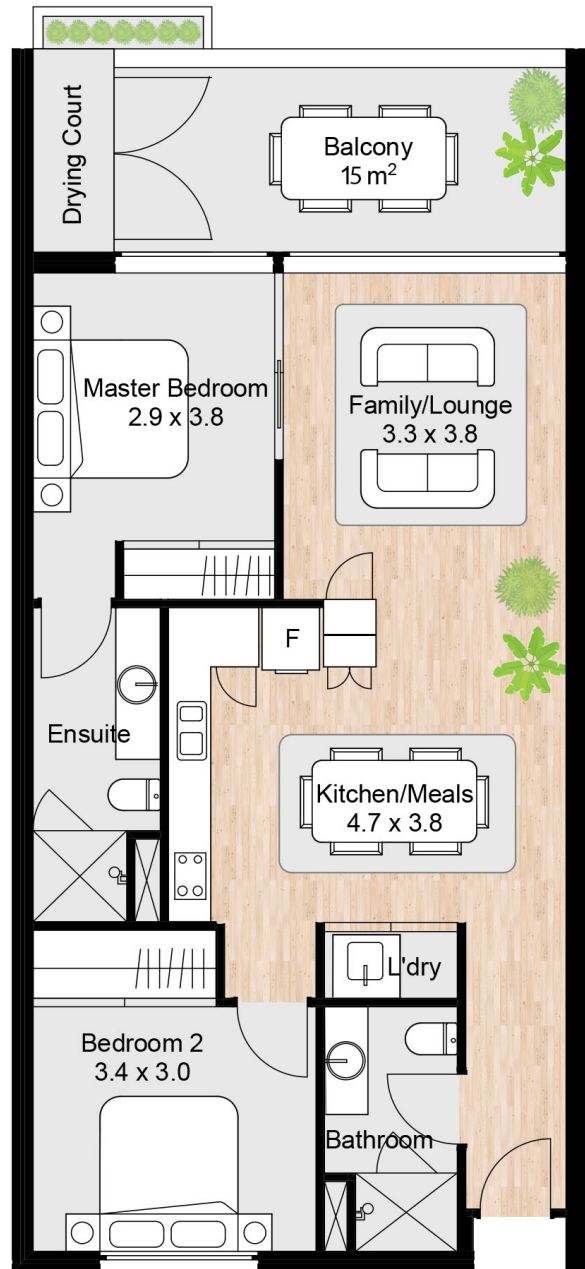 Drying Court
Balcony
15 m²
Master Bedroom
2.9 x 3.8
Family/Lounge
3.3 x 3.8
F
Ensuite
Kitchen/Meals
4.7 x 3.8
L'dry
Bedroom 2
3.4 x 3.0
Bathroom